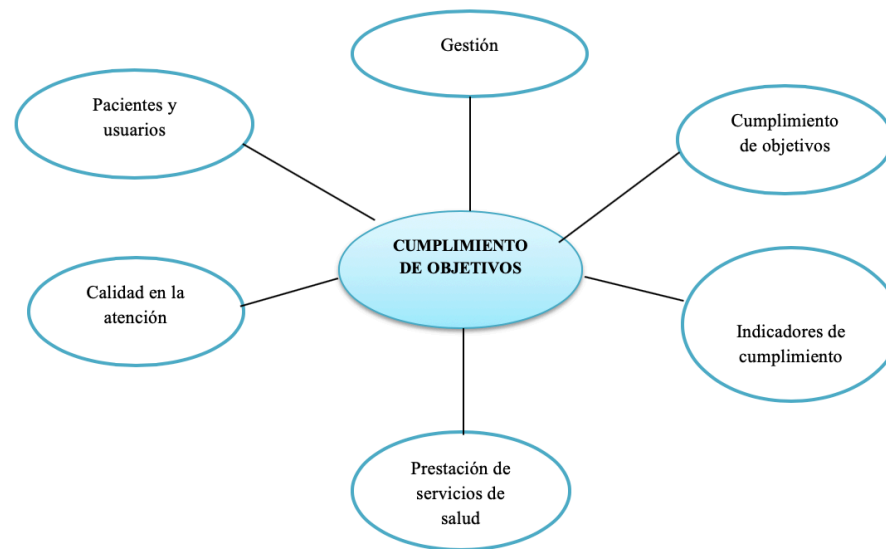 Gestión
Pacientes y
usuarios
Cumplimiento
de objetivos
CUMPLIMIENTO
DE OBJETIVOS
Calidad en la
atención
Indicadores de
cumplimiento
Prestación de
servicios de
salud